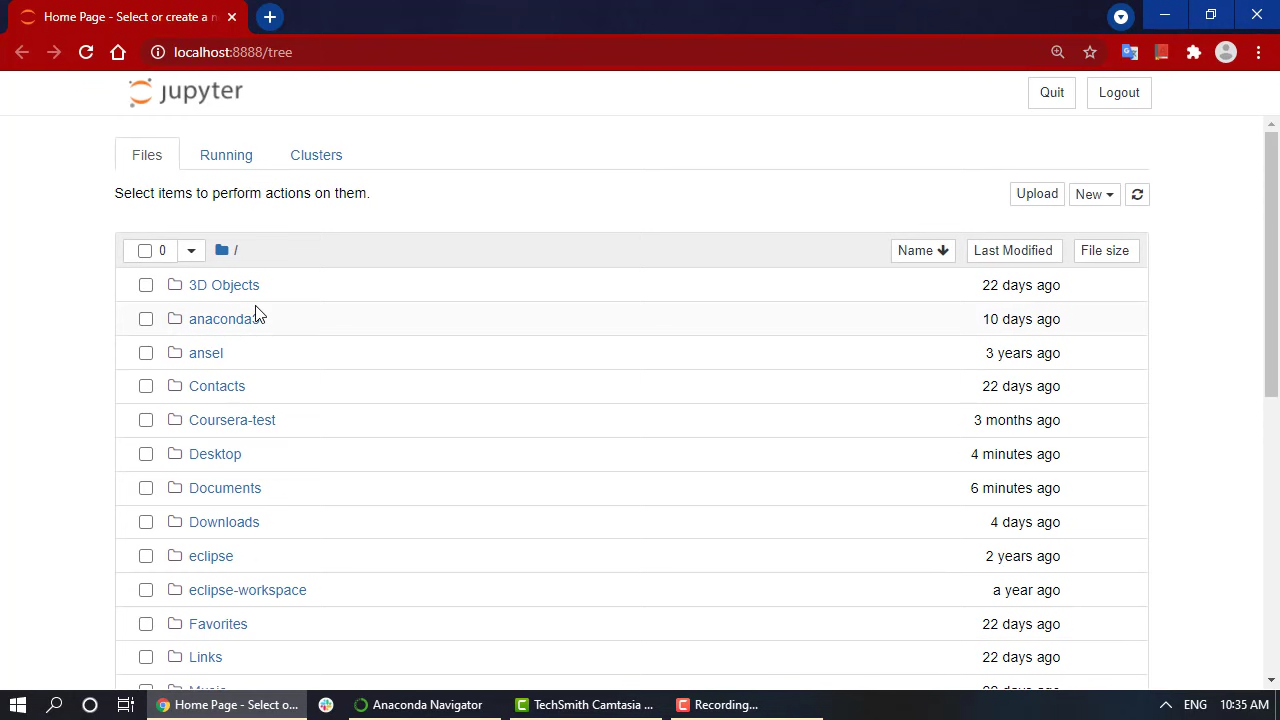 Home Page - Select or create a n
localhost:8888/tree
jupyter
Quit
Logout
Files
Running
Clusters
Select items to perform actions on them.
Upload
New
0
/
Name
Last Modified
File size
3D Objects
22 days ago
anaconda3
10 days ago
ansel
3 years ago
Contacts
22 days ago
Coursera-test
3 months ago
Desktop
4 minutes ago
Documents
6 minutes ago
Downloads
4 days ago
eclipse
2 years ago
eclipse-workspace
a year ago
Favorites
22 days ago
Links
22 days ago
Home Page - Select o...
Anaconda Navigator
TechSmith Camtasia ...
Recording...
ENG
10:35 AM